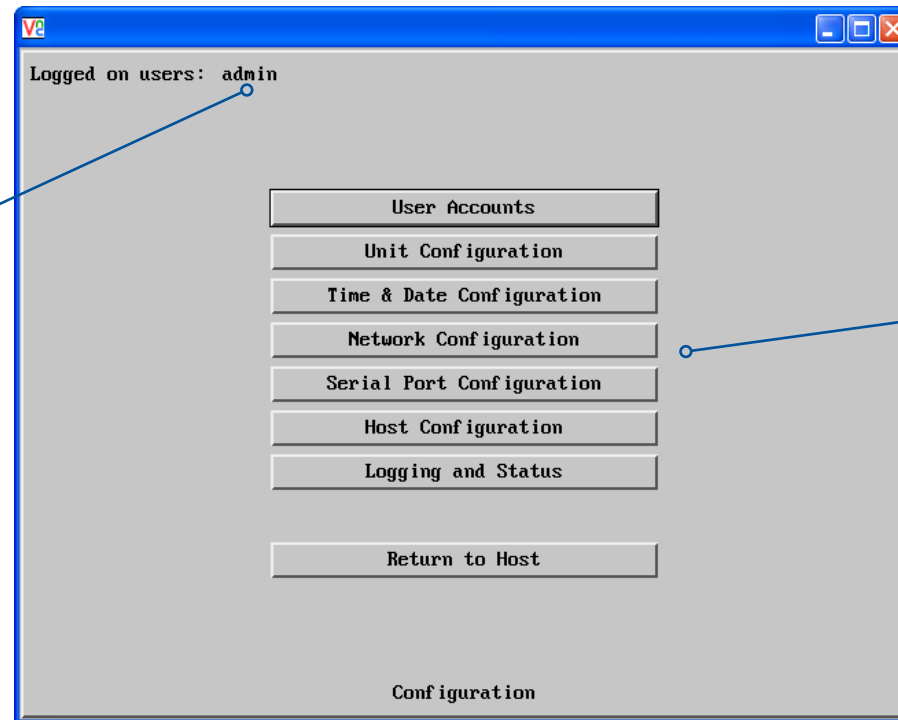 Logged on users: admin
User Accounts
Unit Configuration
Time & Date Configuration
Network Configuration
Serial Port Configuration
Host Configuration
Logging and Status
Return to Host
Configuration